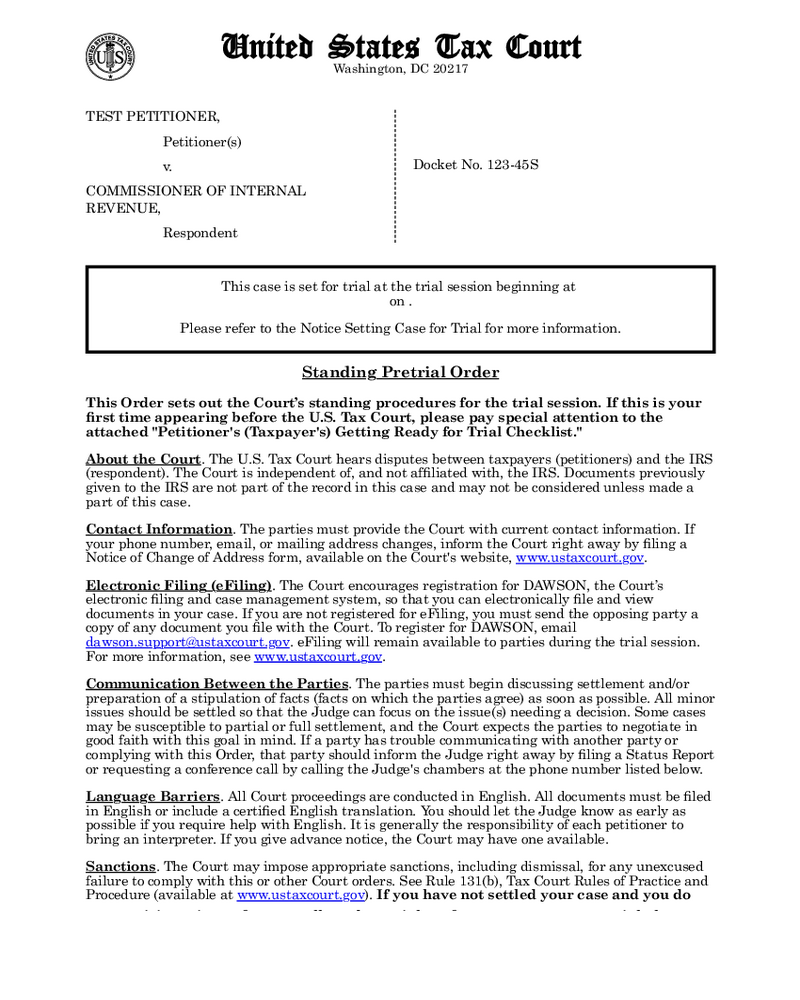 UNITED STATES TAX COURT
US
United States Tax Court
Washington, DC 20217
TEST PETITIONER,
Petitioner(s)
v.
COMMISSIONER OF INTERNAL
REVENUE,
Respondent
Docket No. 123-45S
This case is set for trial at the trial session beginning at
on .
Please refer to the Notice Setting Case for Trial for more information.
Standing Pretrial Order
This Order sets out the Court’s standing procedures for the trial session. If this is your
first time appearing before the U.S. Tax Court, please pay special attention to the
attached "Petitioner's (Taxpayer's) Getting Ready for Trial Checklist."
About the Court. The U.S. Tax Court hears disputes between taxpayers (petitioners) and the IRS
(respondent). The Court is independent of, and not affiliated with, the IRS. Documents previously
given to the IRS are not part of the record in this case and may not be considered unless made a
part of this case.
Contact Information. The parties must provide the Court with current contact information. If
your phone number, email, or mailing address changes, inform the Court right away by filing a
Notice of Change of Address form, available on the Court's website, www.ustaxcourt.gov.
Electronic Filing (eFiling). The Court encourages registration for DAWSON, the Court’s
electronic filing and case management system, so that you can electronically file and view
documents in your case. If you are not registered for eFiling, you must send the opposing party a
copy of any document you file with the Court. To register for DAWSON, email
dawson.support@ustaxcourt.gov. eFiling will remain available to parties during the trial session.
For more information, see www.ustaxcourt.gov.
Communication Between the Parties. The parties must begin discussing settlement and/or
preparation of a stipulation of facts (facts on which the parties agree) as soon as possible. All minor
issues should be settled so that the Judge can focus on the issue(s) needing a decision. Some cases
may be susceptible to partial or full settlement, and the Court expects the parties to negotiate in
good faith with this goal in mind. If a party has trouble communicating with another party or
complying with this Order, that party should inform the Judge right away by filing a Status Report
or requesting a conference call by calling the Judge's chambers at the phone number listed below.
Language Barriers. All Court proceedings are conducted in English. All documents must be filed
in English or include a certified English translation. You should let the Judge know as early as
possible if you require help with English. It is generally the responsibility of each petitioner to
bring an interpreter. If you give advance notice, the Court may have one available.
Sanctions. The Court may impose appropriate sanctions, including dismissal, for any unexcused
failure to comply with this or other Court orders. See Rule 131(b), Tax Court Rules of Practice and
Procedure (available at www.ustaxcourt.gov). If you have not settled your case and you do